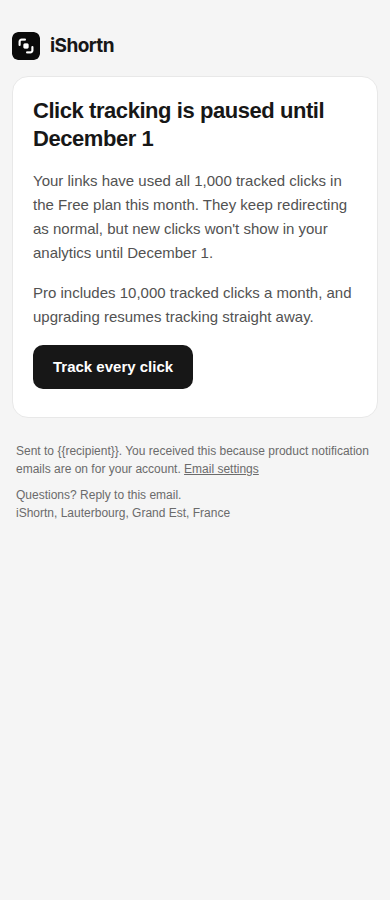 iShortn
Click tracking is paused until
December 1
Your links have used all 1,000 tracked clicks in
the Free plan this month. They keep redirecting
as normal, but new clicks won't show in your
analytics until December 1.
Pro includes 10,000 tracked clicks a month, and
upgrading resumes tracking straight away.
Track every click
Sent to {{recipient}}. You received this because product notification
emails are on for your account. Email settings
Questions? Reply to this email.
iShortn, Lauterbourg, Grand Est, France